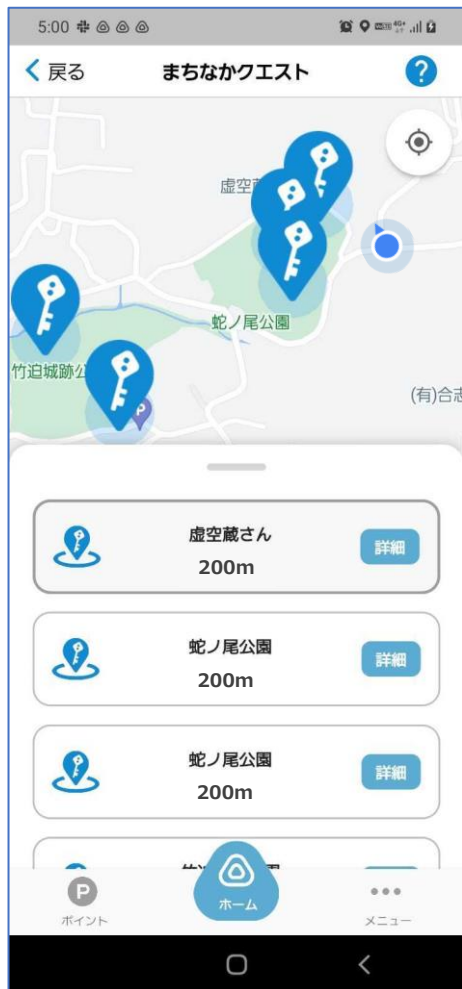 5:00
戻る
まちなかクエスト
?
虚空
蛇ノ尾公園
竹迫城跡公
P
(有)合志
虚空蔵さん
200m
詳細
蛇ノ尾公園
200m
詳細
蛇ノ尾公園
200m
詳細
P
ポイント
ホーム
メニュー